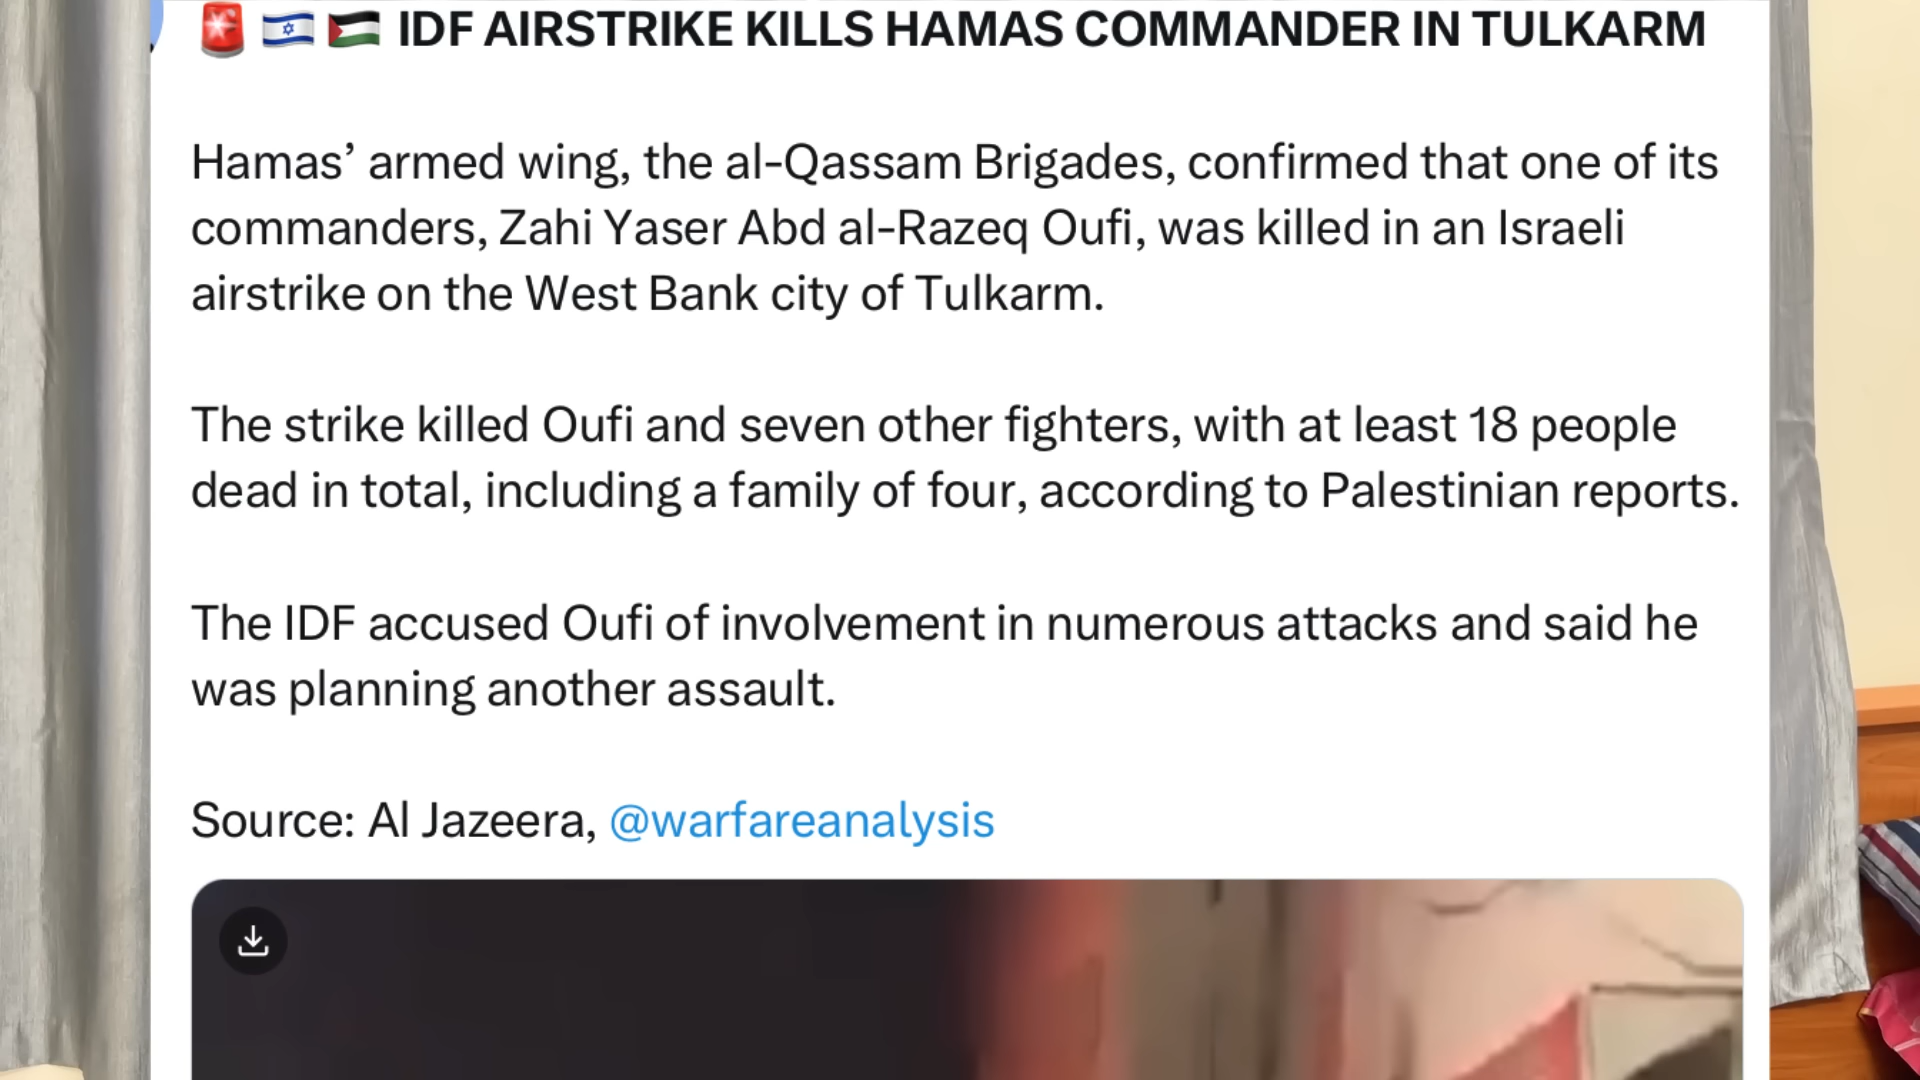 🚨 🇮🇱 🇵🇸 IDF AIRSTRIKE KILLS HAMAS COMMANDER IN TULKARM
Hamas’ armed wing, the al-Qassam Brigades, confirmed that one of its
commanders, Zahi Yaser Abd al-Razeq Oufi, was killed in an Israeli
airstrike on the West Bank city of Tulkarm.
The strike killed Oufi and seven other fighters, with at least 18 people
dead in total, including a family of four, according to Palestinian reports.
The IDF accused Oufi of involvement in numerous attacks and said he
was planning another assault.
Source: Al Jazeera, @warfareanalysis